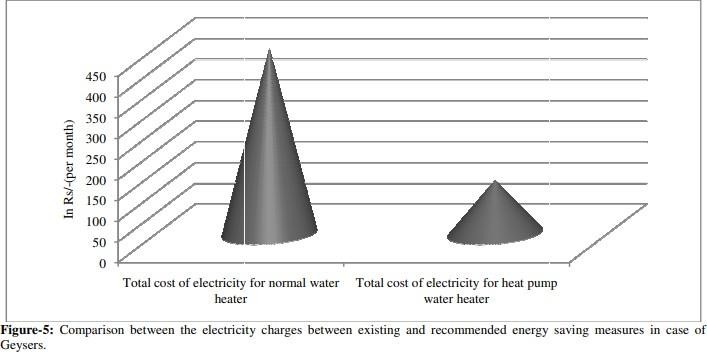 In Rs/-(per month)
450
400
350
300
250
200
150
100
50
0
Total cost of electricity for normal water
heater
Total cost of electricity for heat pump
water heater
Figure-5: Comparison between the electricity charges between existing and recommended energy saving measures in case of
Geysers.